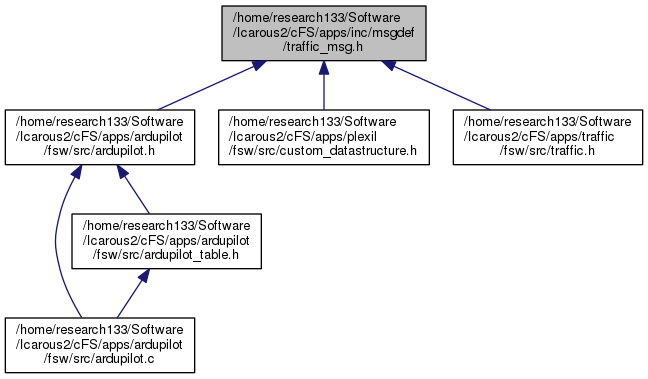 /home/research133/Software
/Icarous2/cFS/apps/inc/msgdef
/traffic_msg.h
/home/research133/Software
/Icarous2/cFS/apps/ardupilot
/fsw/src/ardupilot.h
/home/research133/Software
/Icarous2/cFS/apps/plexil
/fsw/src/custom_datastructure.h
/home/research133/Software
/Icarous2/cFS/apps/traffic
/fsw/src/traffic.h
/home/research133/Software
/Icarous2/cFS/apps/ardupilot
/fsw/src/ardupilot_table.h
/home/research133/Software
/Icarous2/cFS/apps/ardupilot
/fsw/src/ardupilot.c